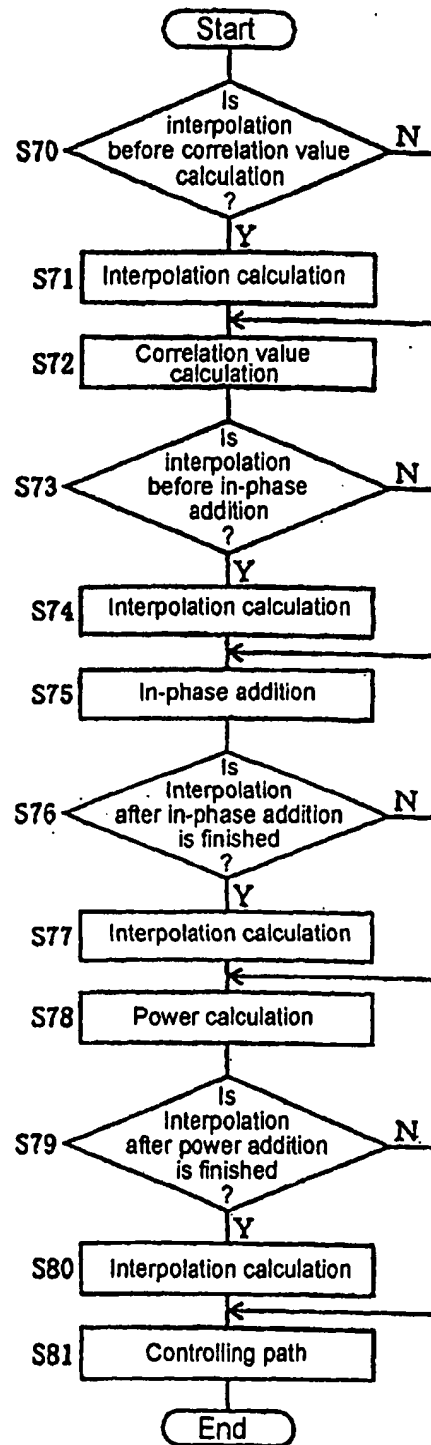 Start
Is
interpolation
before correlation value
calculation
?
S70
N
Y
S71
Interpolation calculation
S72
Correlation value
calculation
Is
interpolation
before in-phase
addition
?
S73
N
Y
S74
Interpolation calculation
S75
In-phase addition
Is
Interpolation
after in-phase addition
is finished
?
S76
N
Y
S77
Interpolation calculation
S78
Power calculation
Is
Interpolation
after power addition
is finished
?
S79
N
Y
S80
Interpolation calculation
S81
Controlling path
End